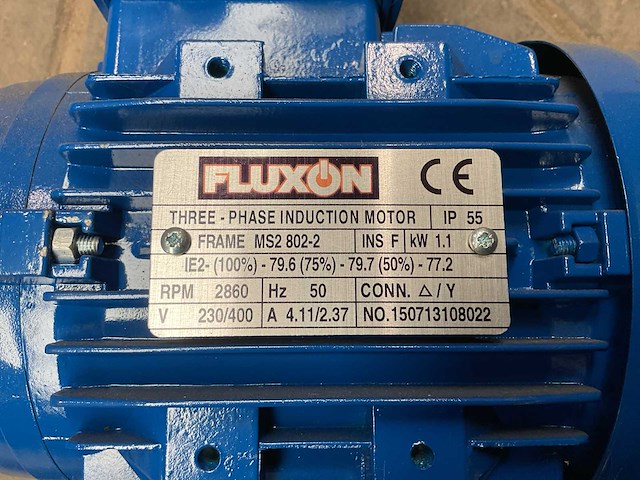 FLUXON CE
THREE - PHASE INDUCTION MOTOR IP 55
FRAME MS2 802-2 INS F kW 1.1
IE2- (100%) - 79.6 (75%) - 79.7 (50%) - 77.2
RPM 2860 Hz 50 CONN. △ / Y
V 230/400 A 4.11/2.37 NO.150713108022